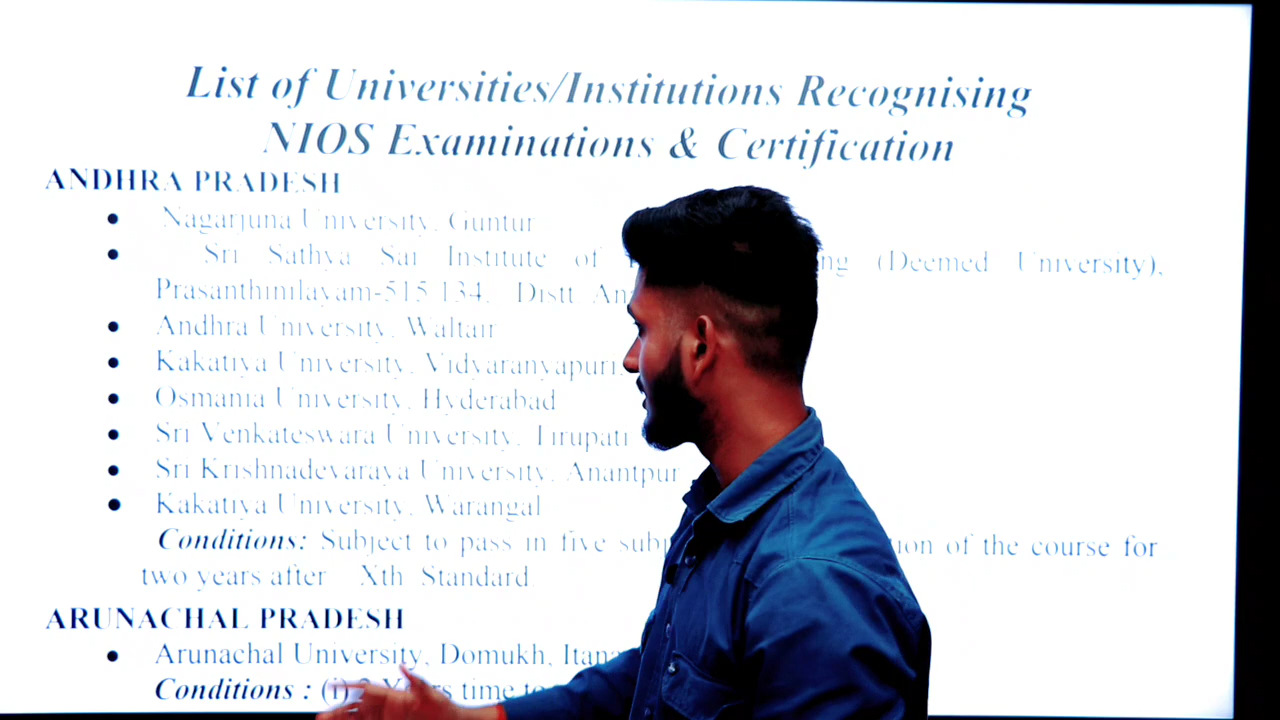 List of Universities/Institutions Recognising
NIOS Examinations & Certification
ANDHRA PRADESH
• Nagarjuna University, Guntur
• Sri Sathya Sai Institute of (Deemed University),
Prasanthinilayam-515 134. Distt
• Andhra University, Waltair
• Kakatiya University, Vidyaranyapuri
• Osmania University, Hyderabad
• Sri Venkateswara University, Tirupati
• Sri Krishnadevaraya University, Anantpur
• Kakatiya University, Warangal
Conditions: Subject to pass in five of the course for
two years after Xth Standard
ARUNACHAL PRADESH
• Arunachal University, Domukh,
Conditions : (i) 2 Years time